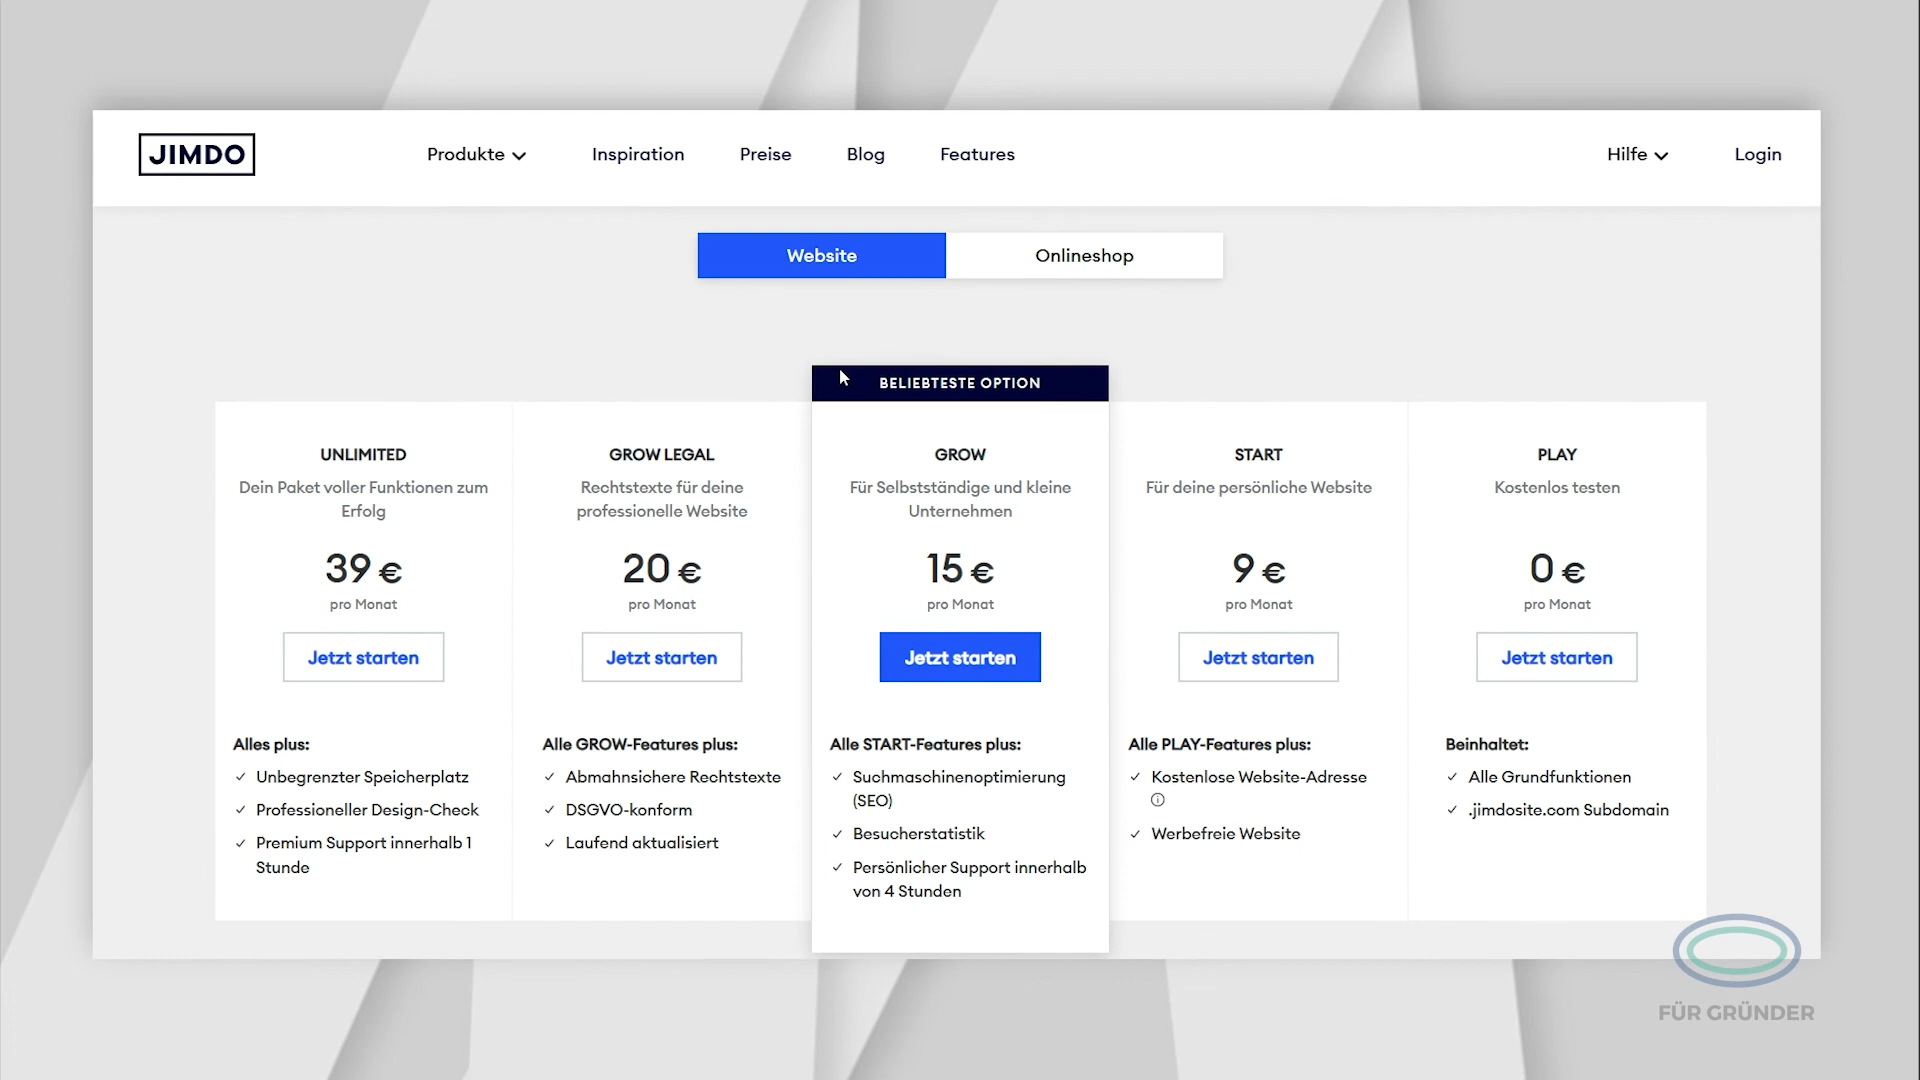 JIMDO
Produkte
Inspiration
Preise
Blog
Features
Hilfe
Login
Website
Onlineshop
BELIEBTESTE OPTION
UNLIMITED
Dein Paket voller Funktionen zum
Erfolg
39 €
pro Monat
Jetzt starten
Alles plus:
Unbegrenzter Speicherplatz
Professioneller Design-Check
Premium Support innerhalb 1
Stunde
GROW LEGAL
Rechtstexte für deine
professionelle Website
20 €
pro Monat
Jetzt starten
Alle GROW-Features plus:
Abmahnsichere Rechtstexte
DSGVO-konform
Laufend aktualisiert
GROW
Für Selbstständige und kleine
Unternehmen
15 €
pro Monat
Jetzt starten
Alle START-Features plus:
Suchmaschinenoptimierung
(SEO)
Besucherstatistik
Persönlicher Support innerhalb
von 4 Stunden
START
Für deine persönliche Website
9 €
pro Monat
Jetzt starten
Alle PLAY-Features plus:
Kostenlose Website-Adresse
Werbefreie Website
PLAY
Kostenlos testen
0 €
pro Monat
Jetzt starten
Beinhaltet:
Alle Grundfunktionen
.jimdosite.com Subdomain
FÜR GRÜNDER